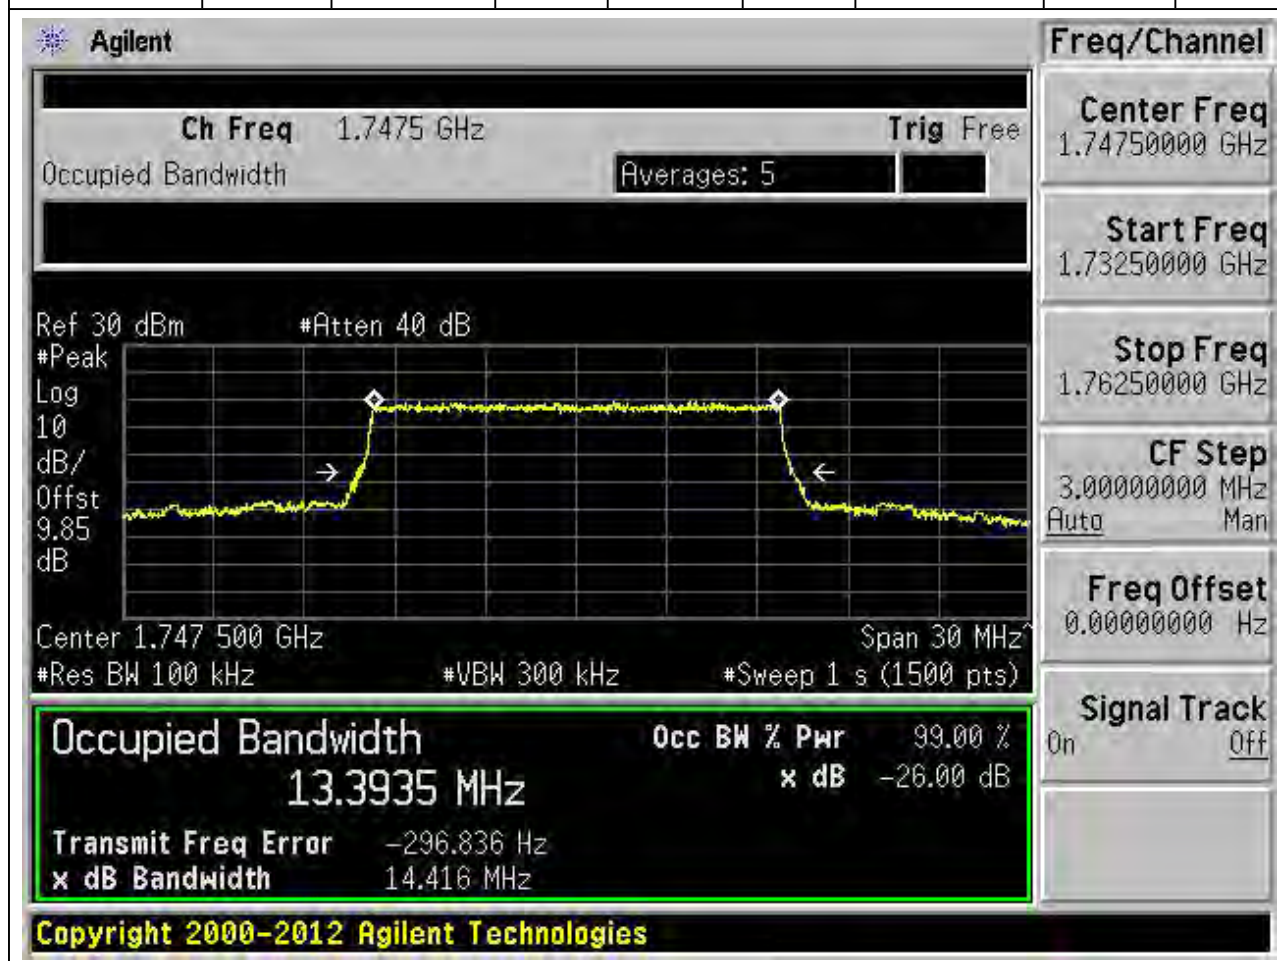 Agilent
Ch Freq 1.7475 GHz Trig Free
Occupied Bandwidth Averages: 5
Ref 30 dBm #Atten 40 dB
#Peak
Log
10
dB/
Offst
9.85
dB
Center 1.747 500 GHz Span 30 MHz^
#Res BW 100 kHz #VBW 300 kHz #Sweep 1 s (1500 pts)
Occupied Bandwidth Occ BW % Pwr 99.00 %
13.3935 MHz x dB -26.00 dB
Transmit Freq Error -296.836 Hz
x dB Bandwidth 14.416 MHz
Copyright 2000-2012 Agilent Technologies
Freq/Channel
Center Freq
1.74750000 GHz
Start Freq
1.73250000 GHz
Stop Freq
1.76250000 GHz
CF Step
3.00000000 MHz
Auto Man
Freq Offset
0.00000000 Hz
Signal Track
On Off